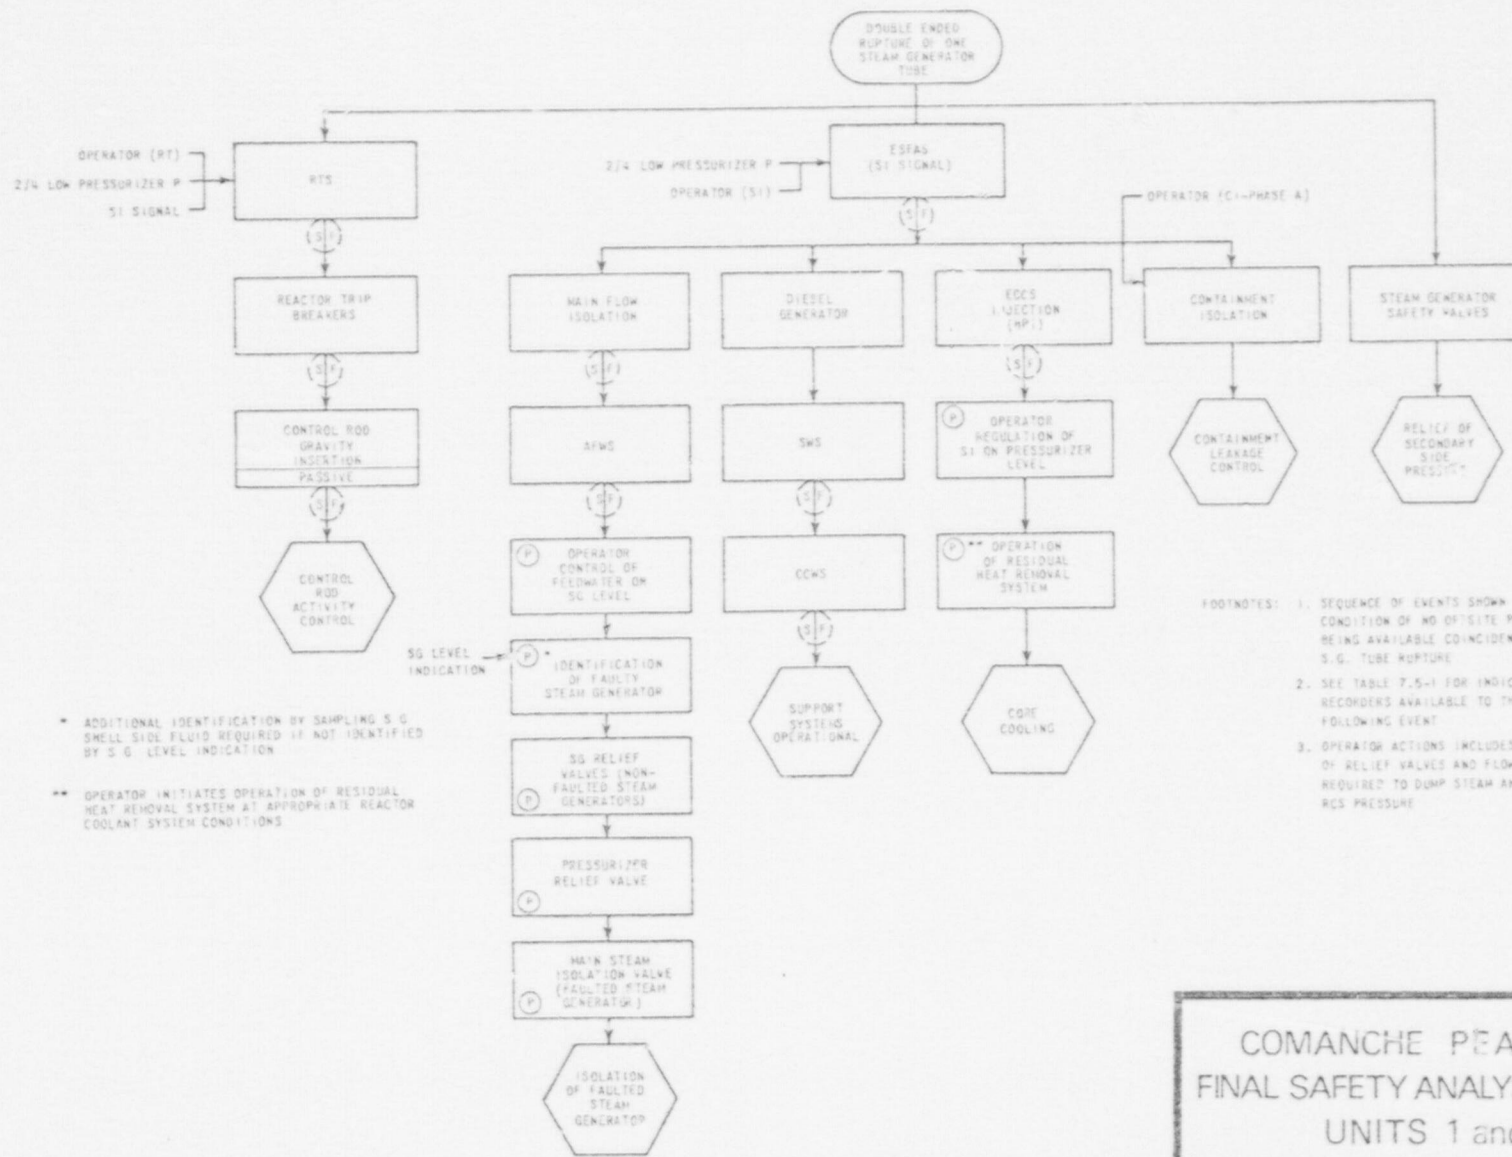 DOUBLE ENDED
RUPTURE OF ONE
STEAM GENERATOR
TUBE
OPERATOR (RT)
2/4 LOW PRESSURIZER P
SI SIGNAL
RTS
2/4 LOW PRESSURIZER P
OPERATOR (SI)
ESFAS
(SI SIGNAL)
OPERATOR (CI-PHASE A)
S F
S F
REACTOR TRIP
BREAKERS
MAIN FLOW
ISOLATION
DIESEL
GENERATOR
ECCS
INJECTION
(HPI)
CONTAINMENT
ISOLATION
STEAM GENERATOR
SAFETY VALVES
S F
S F
S F
CONTROL ROD
GRAVITY
INSERTION
PASSIVE
AFWS
SWS
P
OPERATOR
REGULATION OF
SI ON PRESSURIZER
LEVEL
CONTAINMENT
LEAKAGE
CONTROL
RELIEF OF
SECONDARY
SIDE
PRESSURE
S F
S F
S F
CONTROL
ROD
ACTIVITY
CONTROL
P
OPERATOR
CONTROL OF
FEEDWATER ON
SG LEVEL
CCWS
P
** OPERATION
OF RESIDUAL
HEAT REMOVAL
SYSTEM
S F
SG LEVEL
INDICATION
P
*
IDENTIFICATION
OF FAULTY
STEAM GENERATOR
SUPPORT
SYSTEMS
OPERATIONAL
CORE
COOLING
FOOTNOTES: 1. SEQUENCE OF EVENTS SHOWN
CONDITION OF NO OFFSITE P
BEING AVAILABLE COINCIDEN
S.G. TUBE RUPTURE
2. SEE TABLE 7.5-1 FOR INDIC
RECORDERS AVAILABLE TO TH
FOLLOWING EVENT
3. OPERATOR ACTIONS INCLUDES
OF RELIEF VALVES AND FLOW
REQUIRED TO DUMP STEAM AN
RCS PRESSURE
* ADDITIONAL IDENTIFICATION BY SAMPLING S G
SHELL SIDE FLUID REQUIRED IF NOT IDENTIFIED
BY S G LEVEL INDICATION
** OPERATOR INITIATES OPERATION OF RESIDUAL
HEAT REMOVAL SYSTEM AT APPROPRIATE REACTOR
COOLANT SYSTEM CONDITIONS
SG RELIEF
VALVES (NON-
FAULTED STEAM
GENERATORS)
P
PRESSURIZER
RELIEF VALVE
P
MAIN STEAM
ISOLATION VALVE
(FAULTED STEAM
GENERATOR)
P
ISOLATION
OF FAULTED
STEAM
GENERATOR
COMANCHE PEA
FINAL SAFETY ANALY
UNITS 1 and